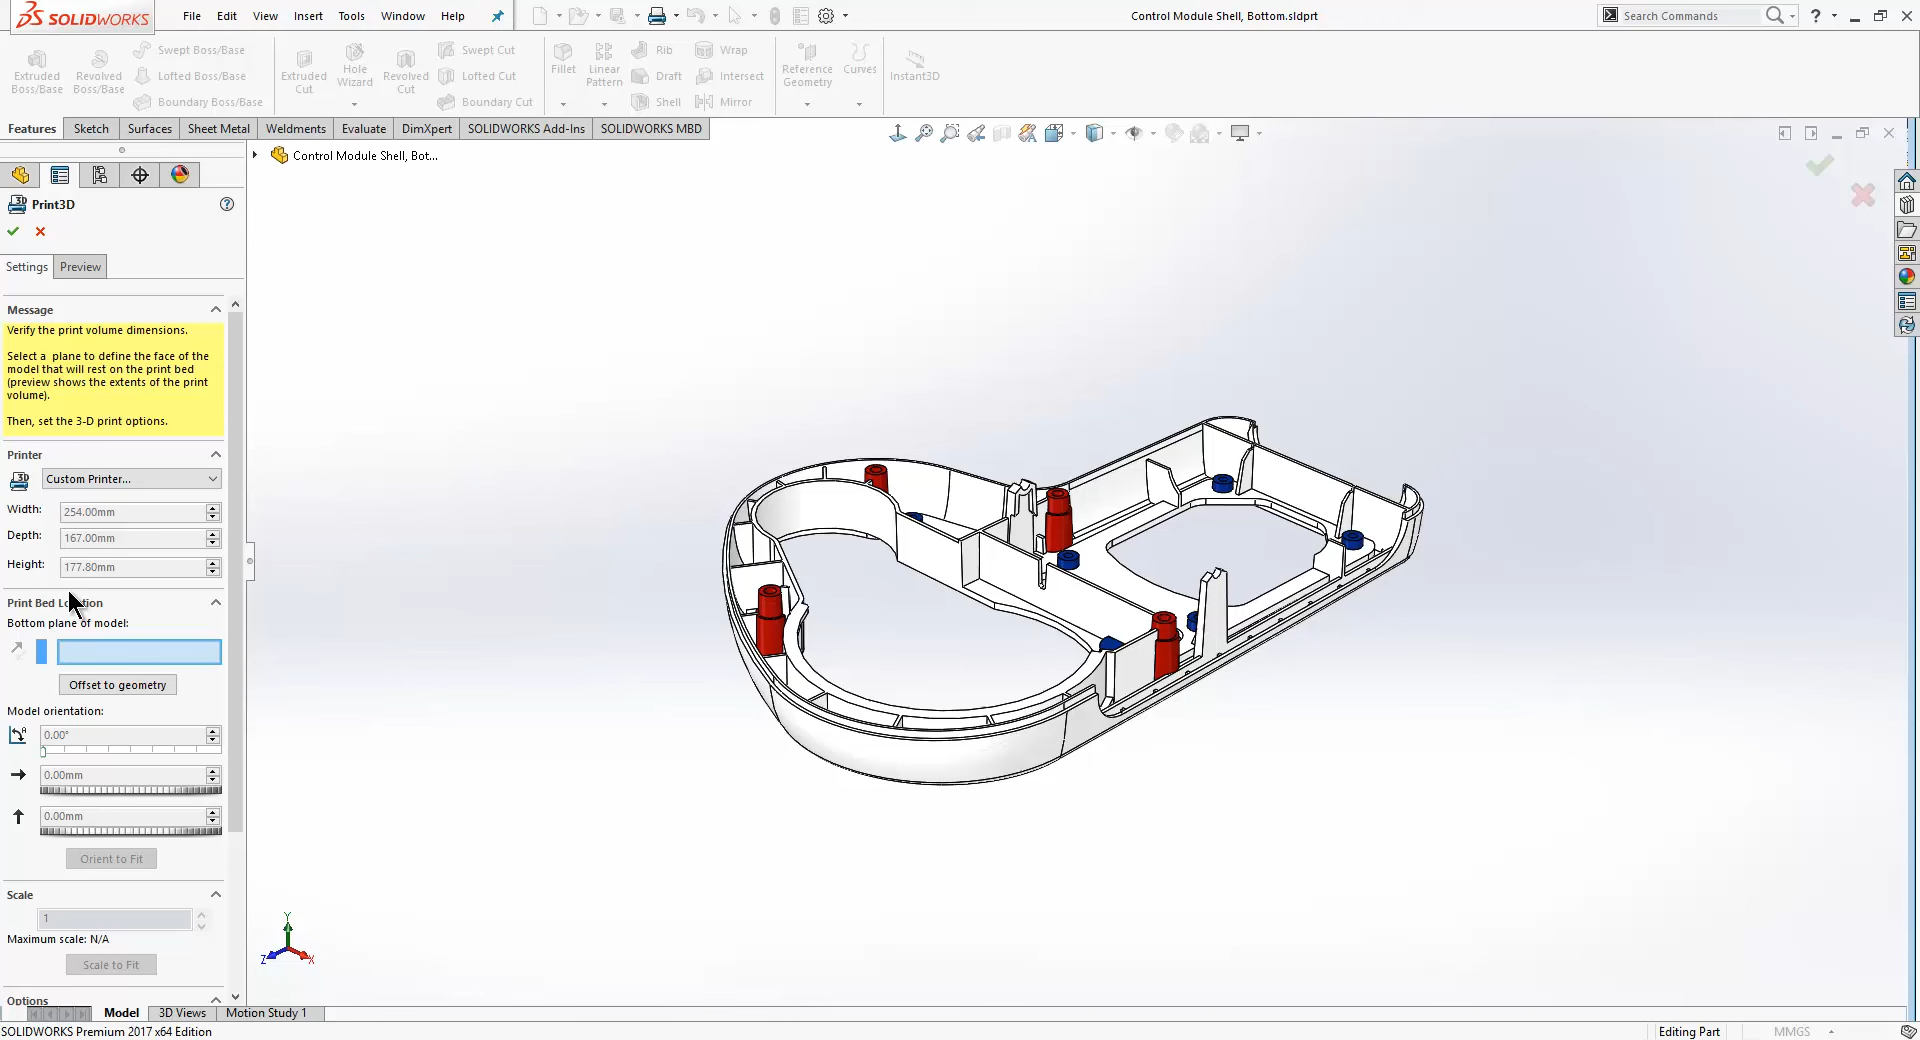 SOLIDWORKS
File Edit View Insert Tools Window Help
Control Module Shell, Bottom.sldprt
Search Commands
Extruded Boss/Base
Revolved Boss/Base
Swept Boss/Base
Lofted Boss/Base
Boundary Boss/Base
Extruded Cut
Hole Wizard
Revolved Cut
Swept Cut
Lofted Cut
Boundary Cut
Fillet
Linear Pattern
Rib
Draft
Shell
Wrap
Intersect
Mirror
Reference Geometry
Curves
Instant3D
Features Sketch Surfaces Sheet Metal Weldments Evaluate DimXpert SOLIDWORKS Add-Ins SOLIDWORKS MBD
Control Module Shell, Bot...
Print3D
Settings Preview
Message
Verify the print volume dimensions.
Select a plane to define the face of the
model that will rest on the print bed
(preview shows the extents of the print
volume).
Then, set the 3-D print options.
Printer
Custom Printer...
Width: 254.00mm
Depth: 167.00mm
Height: 177.80mm
Print Bed Location
Bottom plane of model:
Offset to geometry
Model orientation:
0.00°
0.00mm
0.00mm
Orient to Fit
Scale
1
Maximum scale: N/A
Scale to Fit
Options
Y
Z
X
Model 3D Views Motion Study 1
SOLIDWORKS Premium 2017 x64 Edition
Editing Part
MMGS